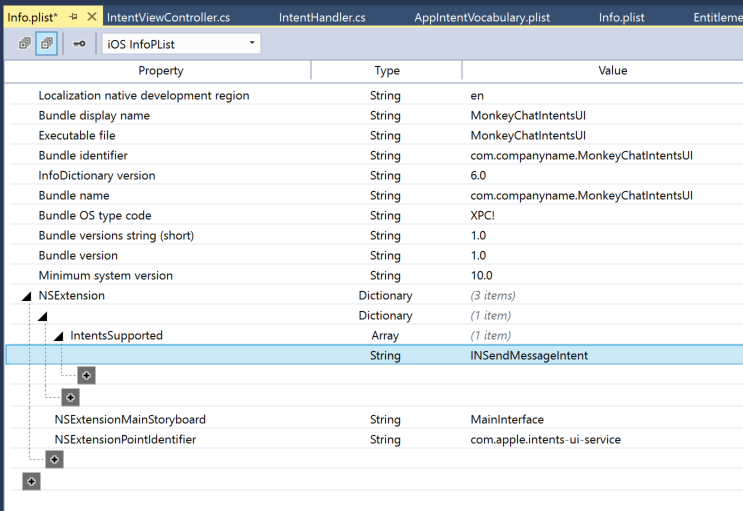 Info.plist* IntentViewController.cs IntentHandler.cs AppIntentVocabulary.plist Info.plist Entitleme
iOS InfoPList
Property Type Value
Localization native development region String en
Bundle display name String MonkeyChatIntentsUI
Executable file String MonkeyChatIntentsUI
Bundle identifier String com.companyname.MonkeyChatIntentsUI
InfoDictionary version String 6.0
Bundle name String com.companyname.MonkeyChatIntentsUI
Bundle OS type code String XPC!
Bundle versions string (short) String 1.0
Bundle version String 1.0
Minimum system version String 10.0
NSExtension Dictionary (3 items)
Dictionary (1 item)
IntentsSupported Array (1 item)
String INSendMessageIntent
NSExtensionMainStoryboard String MainInterface
NSExtensionPointIdentifier String com.apple.intents-ui-service